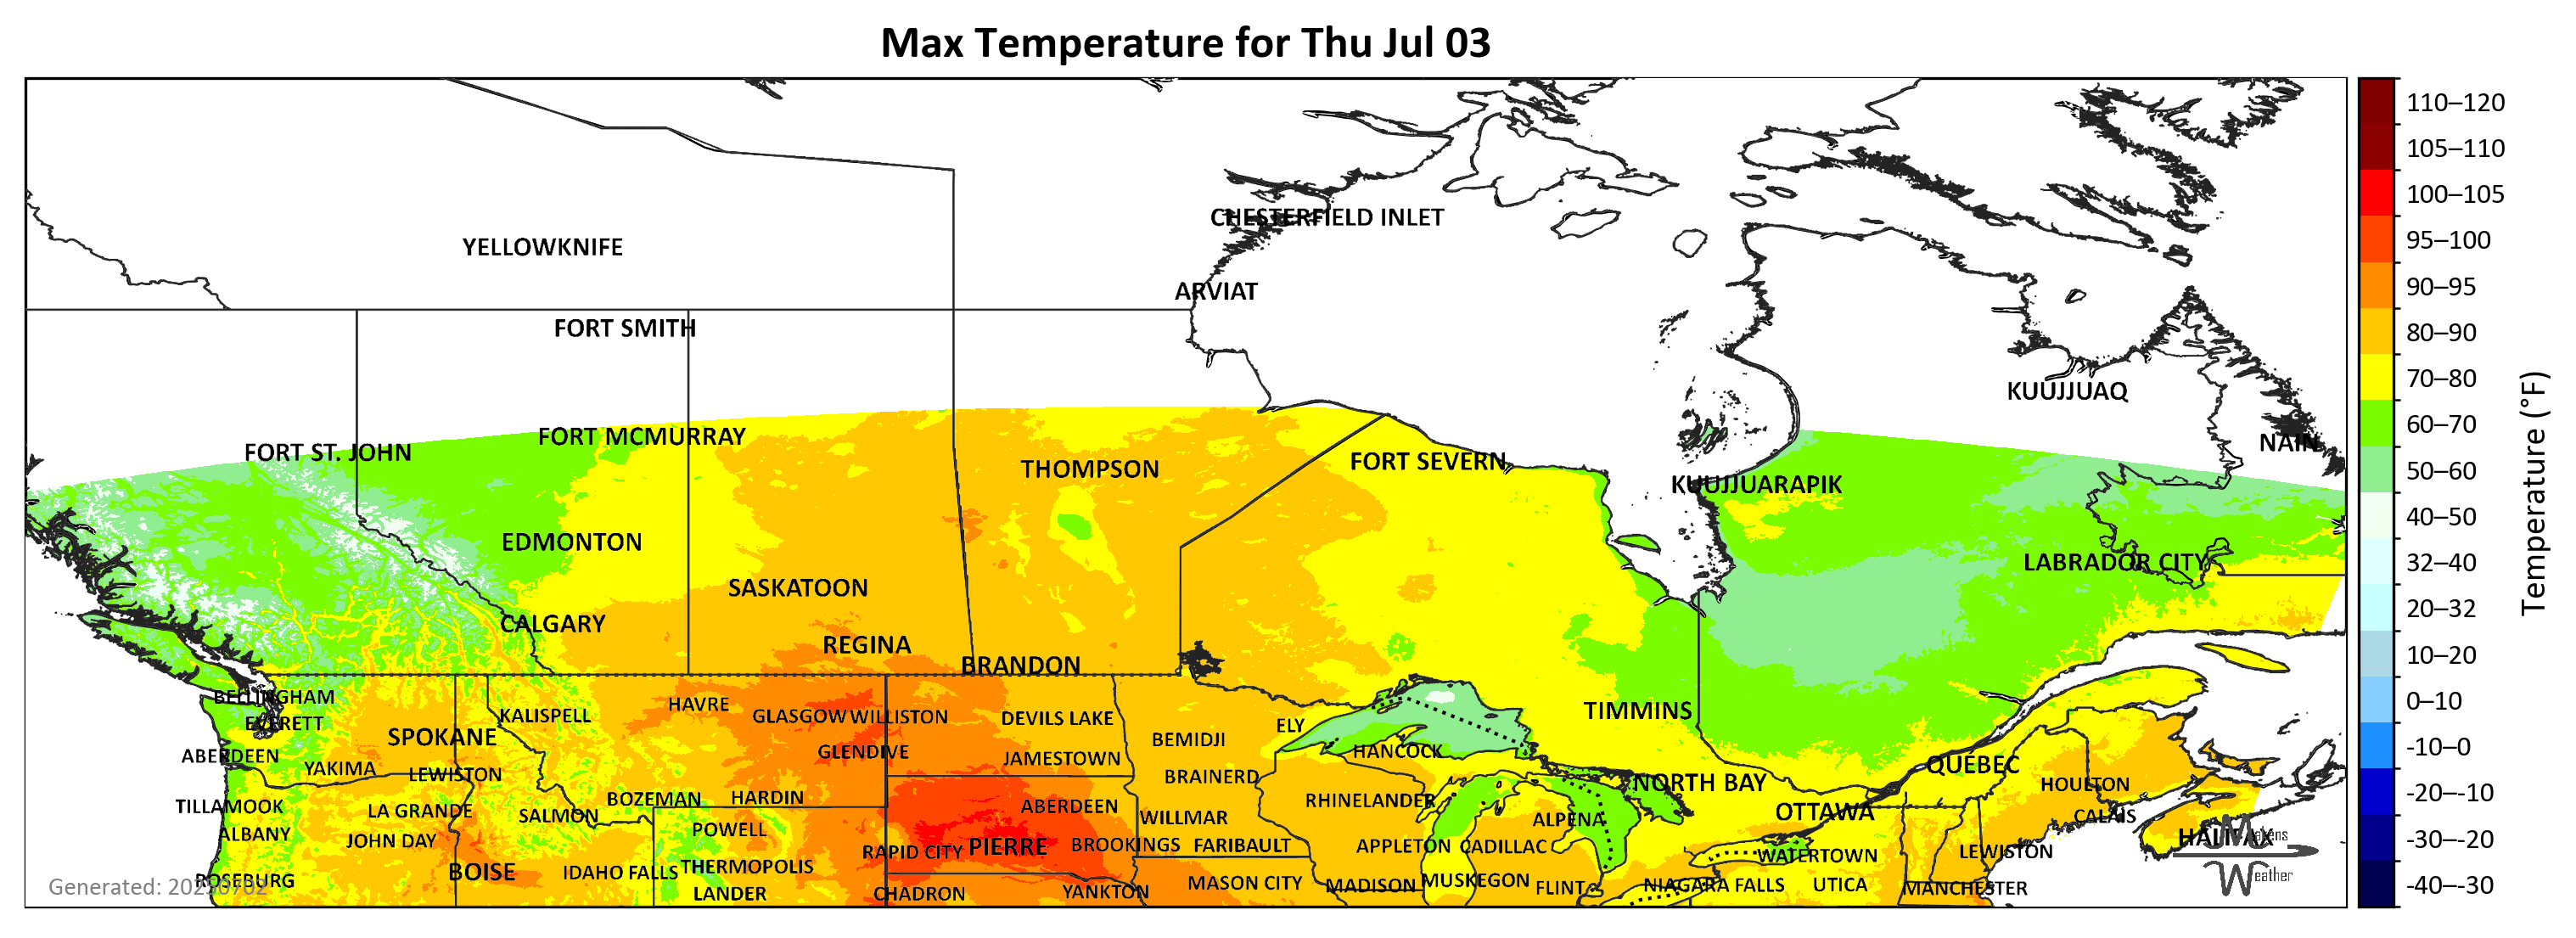 Max Temperature for Thu Jul 03
110–120
105–110
100–105
95–100
90–95
80–90
70–80
60–70
50–60
40–50
32–40
20–32
10–20
0–10
-10–0
-20–-10
-30–-20
-40–-30
Temperature (°F)
CHESTERFIELD INLET
YELLOWKNIFE
ARVIAT
FORT SMITH
KUUJJUAQ
FORT MCMURRAY
NAIN
FORT ST. JOHN
FORT SEVERN
THOMPSON
KUUJJUARAPIK
EDMONTON
LABRADOR CITY
SASKATOON
CALGARY
REGINA
BRANDON
BELLINGHAM
HAVRE
TIMMINS
KALISPELL
GLASGOW
WILLISTON
DEVILS LAKE
EVERETT
ELY
SPOKANE
BEMIDJI
HANCOCK
GLENDIVE
ABERDEEN
JAMESTOWN
QUÉBEC
YAKIMA
LEWISTON
BRAINERD
NORTH BAY
HOULTON
BOZEMAN
HARDIN
RHINELANDER
TILLAMOOK
ABERDEEN
LA GRANDE
SALMON
OTTAWA
CALAIS
WILLMAR
ALPENA
POWELL
ALBANY
HALIFAX
JOHN DAY
BROOKINGS
FARIBAULT
APPLETON
CADILLAC
PIERRE
RAPID CITY
LEWISTON
WATERTOWN
THERMOPOLIS
IDAHO FALLS
BOISE
ROSEBURG
MUSKEGON
MASON CITY
MADISON
FLINT
NIAGARA FALLS
UTICA
MANCHESTER
LANDER
CHADRON
YANKTON
Generated: 20250702
Makens
Weather